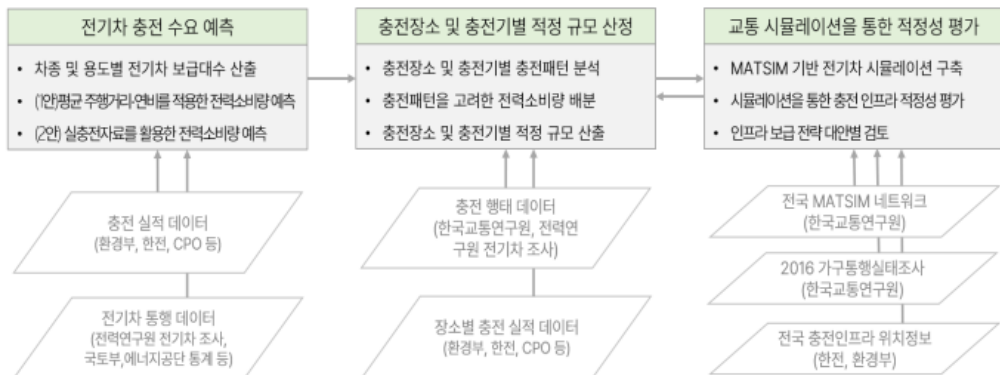 전기차 충전 수요 예측
• 차종 및 용도별 전기차 보급대수 산출
• (1안)평균 주행거리·연비를 적용한 전력소비량 예측
• (2안) 실충전자료를 활용한 전력소비량 예측
충전 실적 데이터
(환경부, 한전, CPO 등)
전기차 통행 데이터
(전력연구원 전기차 조사,
국토부,에너지공단 통계 등)
충전장소 및 충전기별 적정 규모 산정
• 충전장소 및 충전기별 충전패턴 분석
• 충전패턴을 고려한 전력소비량 배분
• 충전장소 및 충전기별 적정 규모 산출
충전 행태 데이터
(한국교통연구원, 전력연
구원 전기차 조사)
장소별 충전 실적 데이터
(환경부, 한전, CPO 등)
교통 시뮬레이션을 통한 적정성 평가
• MATSIM 기반 전기차 시뮬레이션 구축
• 시뮬레이션을 통한 충전 인프라 적정성 평가
• 인프라 보급 전략 대안별 검토
전국 MATSIM 네트워크
(한국교통연구원)
2016 가구통행실태조사
(한국교통연구원)
전국 충전인프라 위치정보
(한전, 환경부)